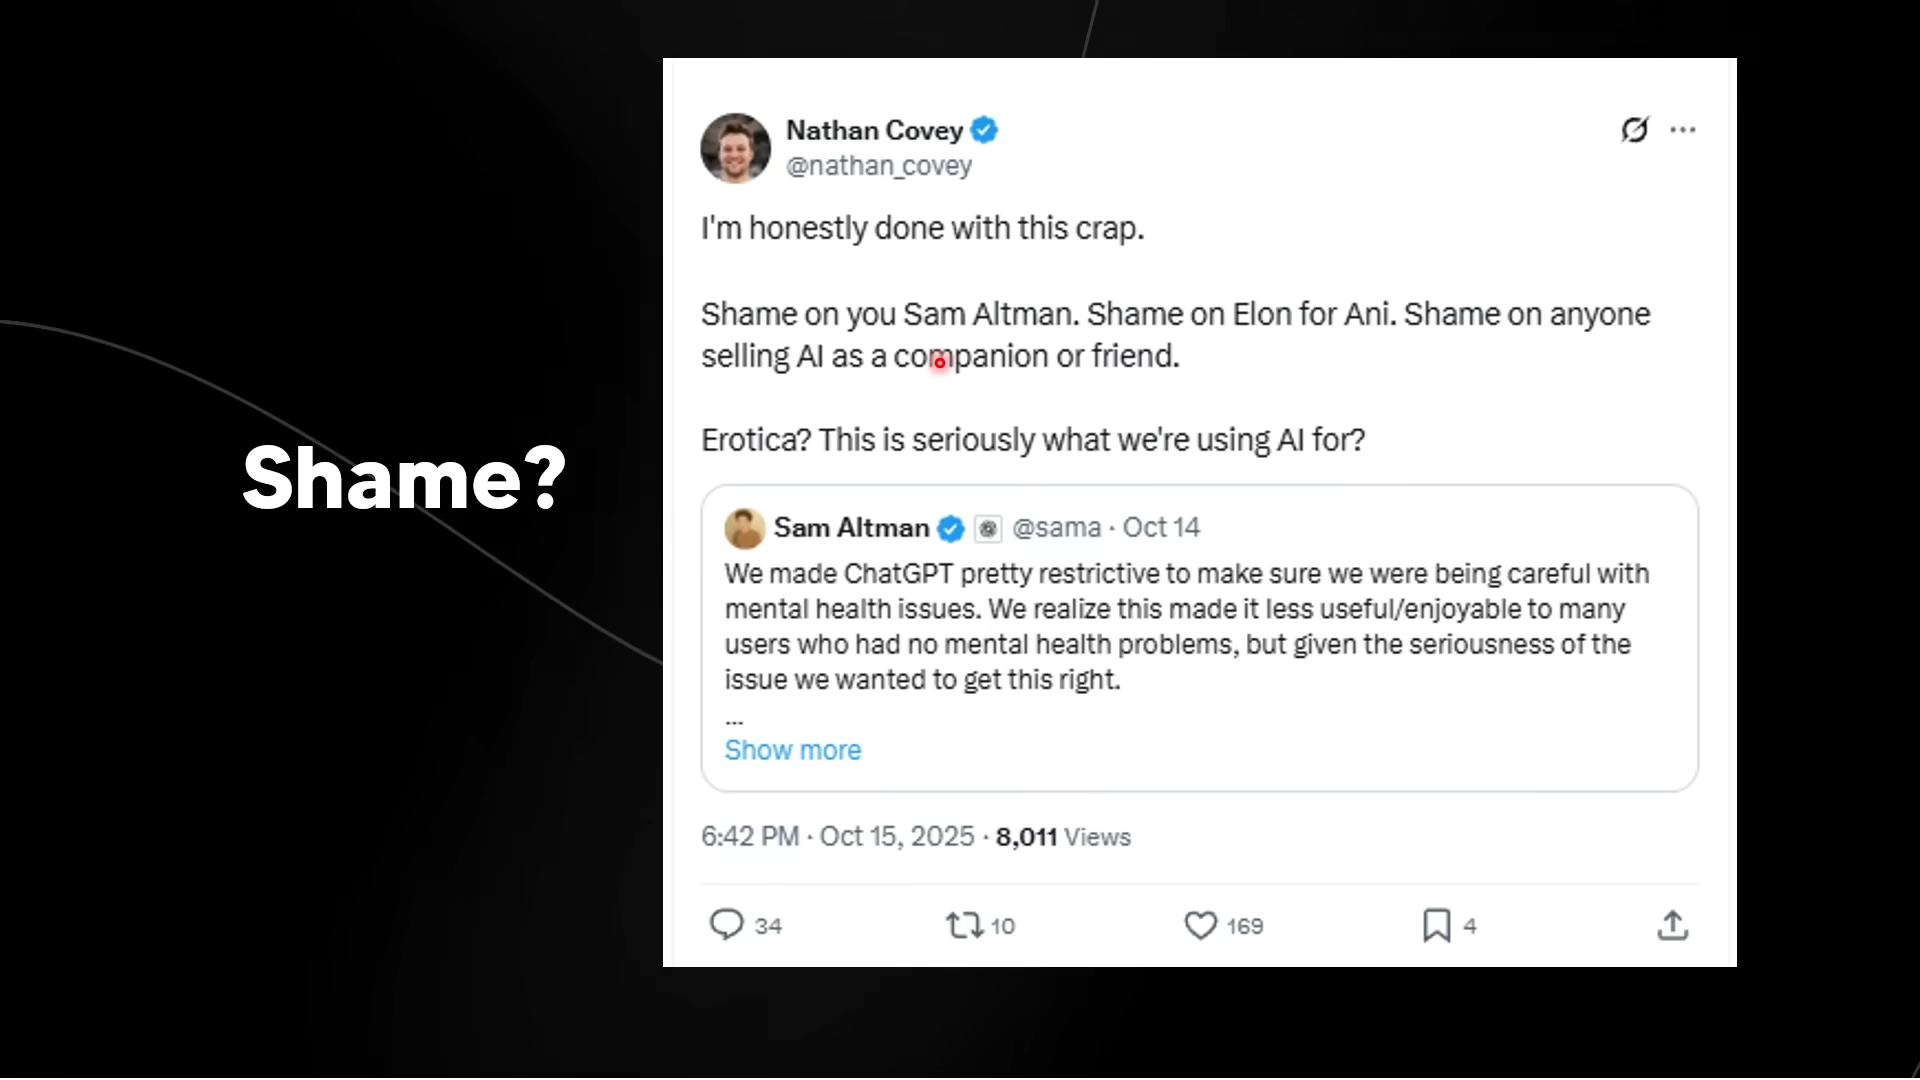 Shame?
Nathan Covey
@nathan_covey
I'm honestly done with this crap.
Shame on you Sam Altman. Shame on Elon for Ani. Shame on anyone
selling AI as a companion or friend.
Erotica? This is seriously what we're using AI for?
Sam Altman @sama · Oct 14
We made ChatGPT pretty restrictive to make sure we were being careful with
mental health issues. We realize this made it less useful/enjoyable to many
users who had no mental health problems, but given the seriousness of the
issue we wanted to get this right.
...
Show more
6:42 PM · Oct 15, 2025 · 8,011 Views
34 10 169 4